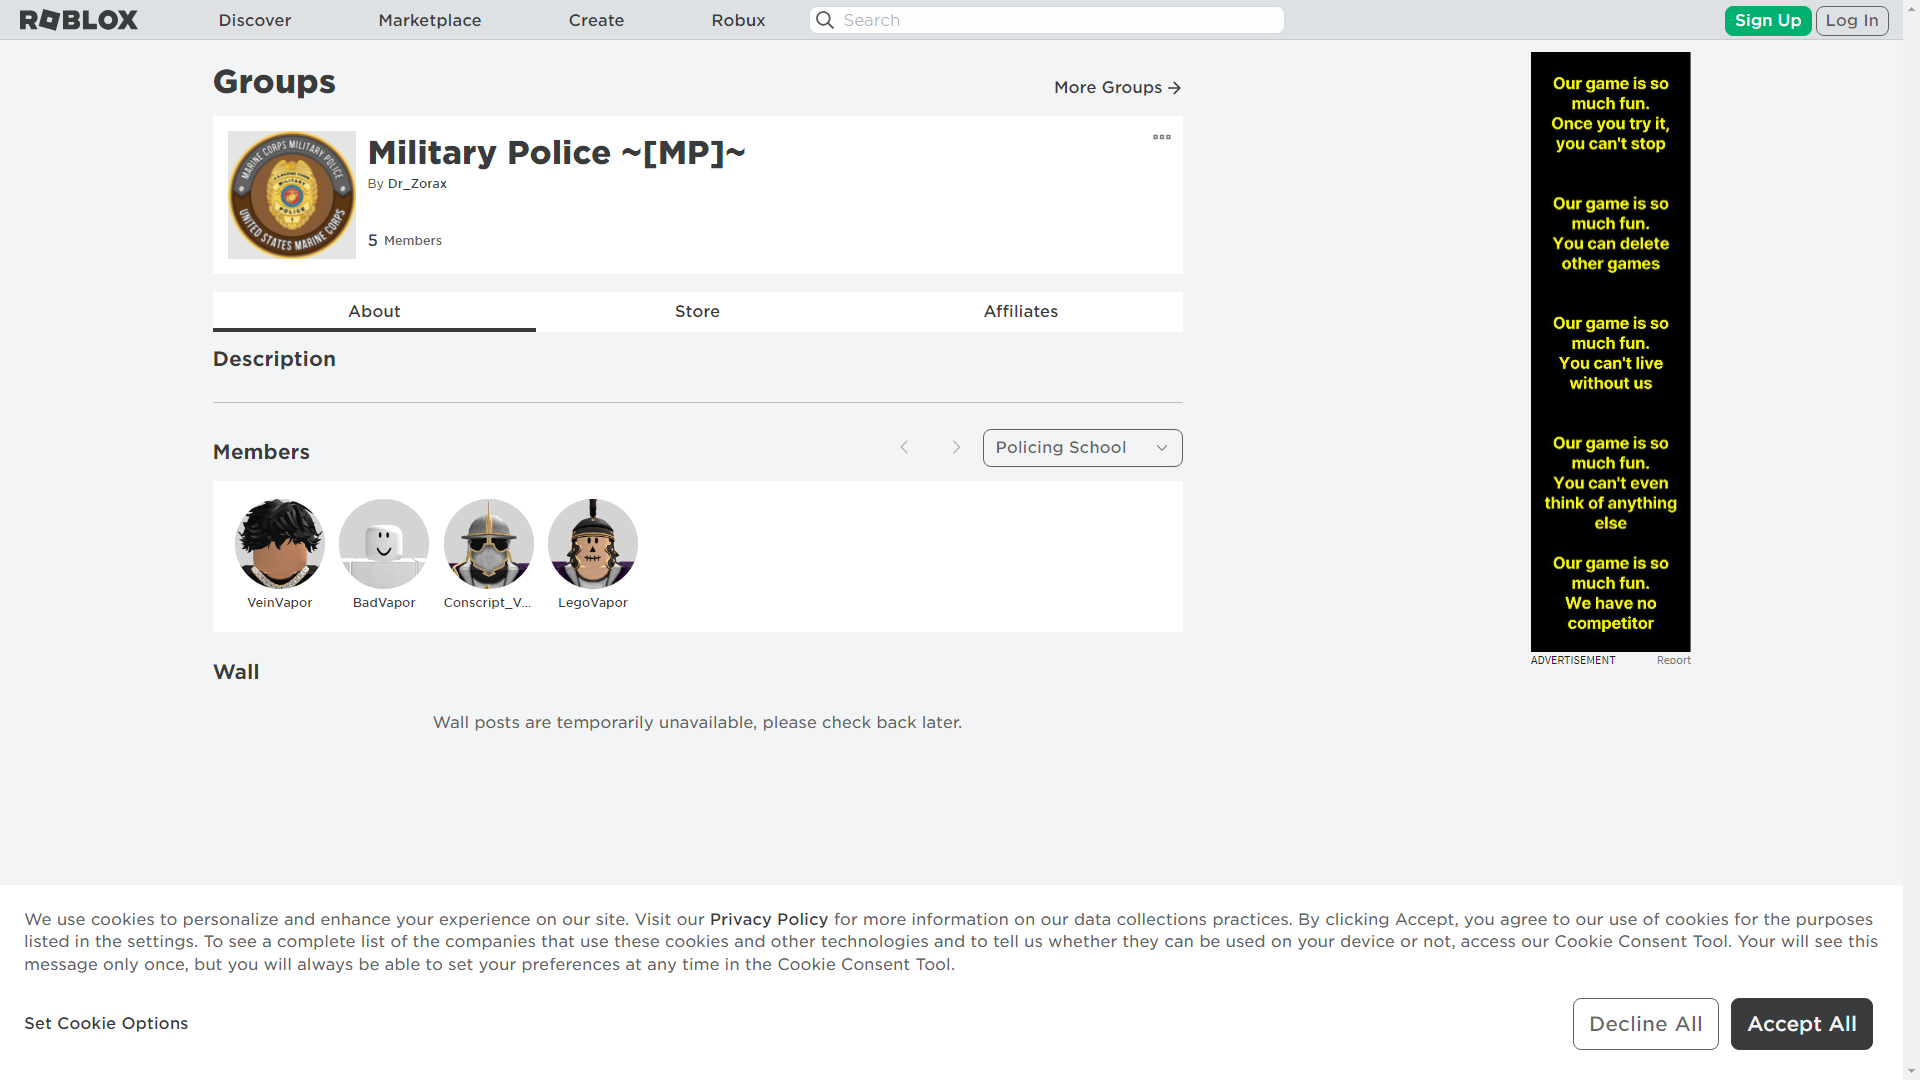 ROBLOX
Discover
Marketplace
Create
Robux
Search
Sign Up
Log In
Groups
More Groups
MARINE CORPS MILITARY POLICE
MILITARY
POLICE
UNITED STATES MARINE CORPS
Military Police ~[MP]~
By Dr_Zorax
5 Members
About
Store
Affiliates
Description
Members
Policing School
VeinVapor
BadVapor
Conscript_V...
LegoVapor
Wall
Wall posts are temporarily unavailable, please check back later.
Our game is so
much fun.
Once you try it,
you can't stop
Our game is so
much fun.
You can delete
other games
Our game is so
much fun.
You can't live
without us
Our game is so
much fun.
You can't even
think of anything
else
Our game is so
much fun.
We have no
competitor
ADVERTISEMENT
Report
We use cookies to personalize and enhance your experience on our site. Visit our Privacy Policy for more information on our data collections practices. By clicking Accept, you agree to our use of cookies for the purposes
listed in the settings. To see a complete list of the companies that use these cookies and other technologies and to tell us whether they can be used on your device or not, access our Cookie Consent Tool. Your will see this
message only once, but you will always be able to set your preferences at any time in the Cookie Consent Tool.
Set Cookie Options
Decline All
Accept All